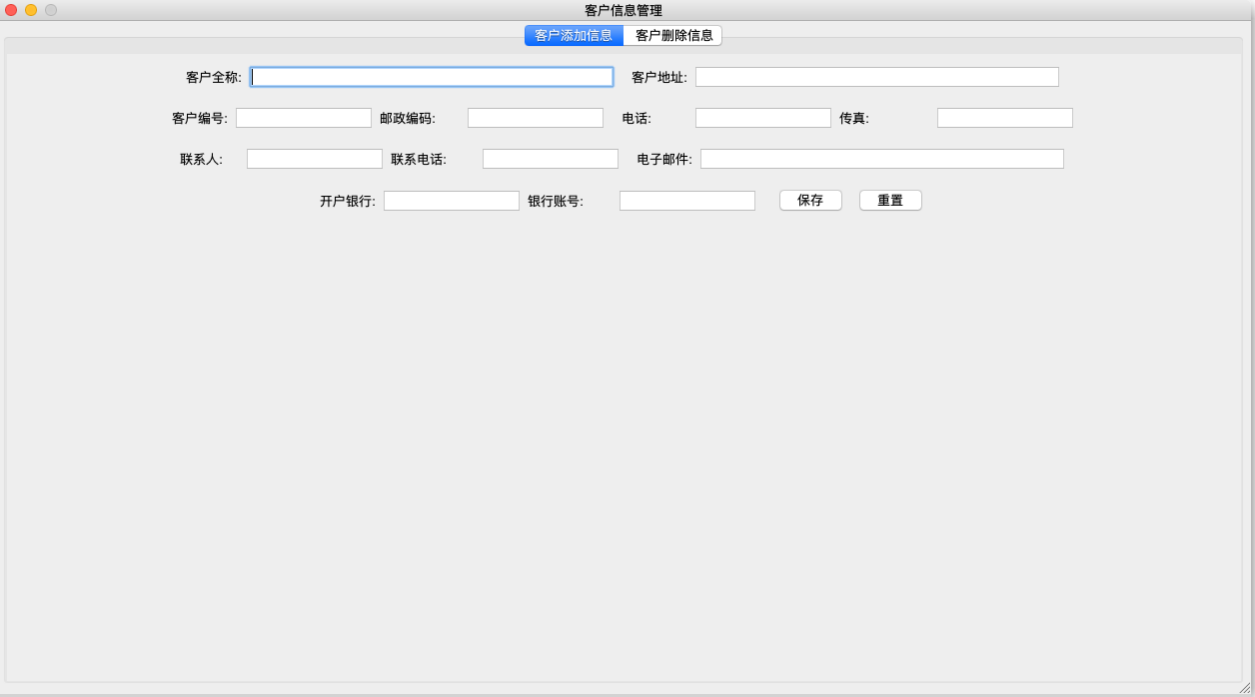 客户信息管理
客户添加信息 客户删除信息
客户全称: 客户地址:
客户编号: 邮政编码: 电话: 传真:
联系人: 联系电话: 电子邮件:
开户银行: 银行账号: 保存 重置